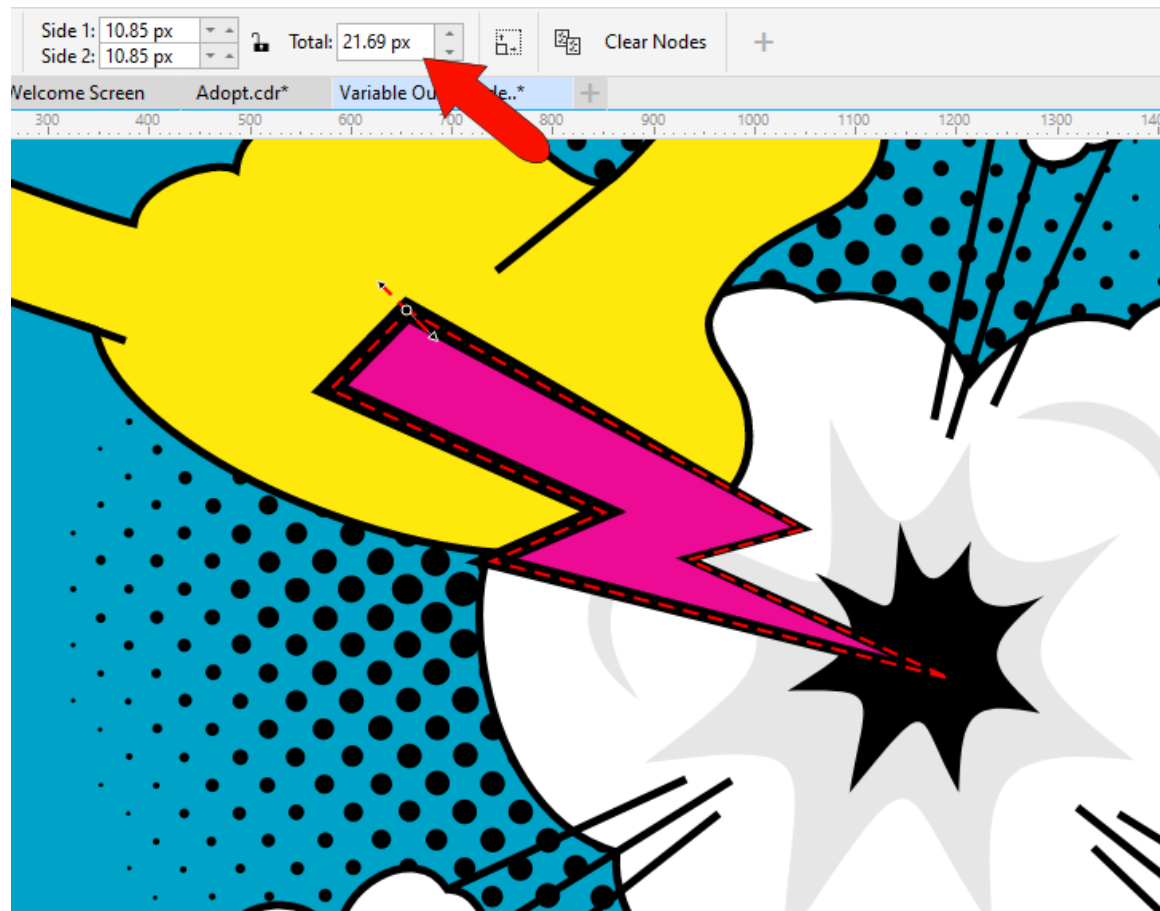 Side 1: 10.85 px
Side 2: 10.85 px
Total: 21.69 px
Clear Nodes
Welcome Screen
Adopt.cdr*
Variable Ou de..*
300 400 500 600 700 800 900 1000 1100 1200 1300